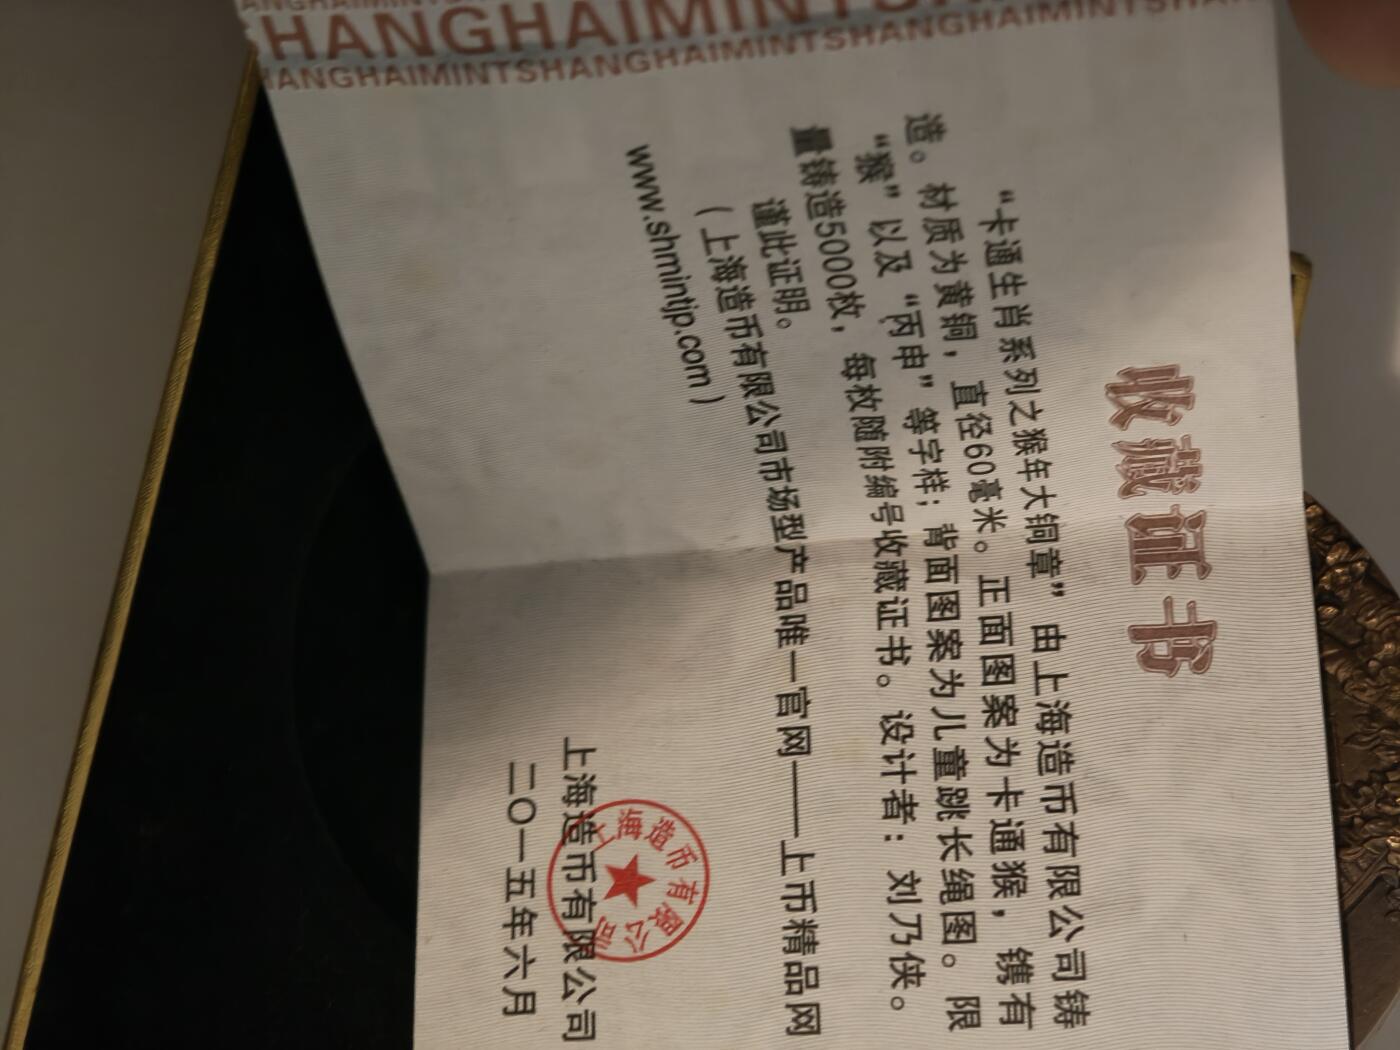 HANGHAIMINTSHA
HANGHAIMINTSHANGHAIMINTSHANGHAIMINTSHA
收藏证书
“卡通生肖系列之猴年大铜章”由上海造币有限公司铸
造。材质为黄铜，直径60毫米。正面图案为卡通猴，镌有
“猴”以及“丙申”等字样；背面图案为儿童跳长绳图。限
量铸造5000枚，每枚随附编号收藏证书。设计者：刘乃侠。
谨此证明。
（上海造币有限公司市场型产品唯一官网——上币精品网
www.shmintjp.com）
上海造币有限公司
二〇一五年六月
上海造币有限公司